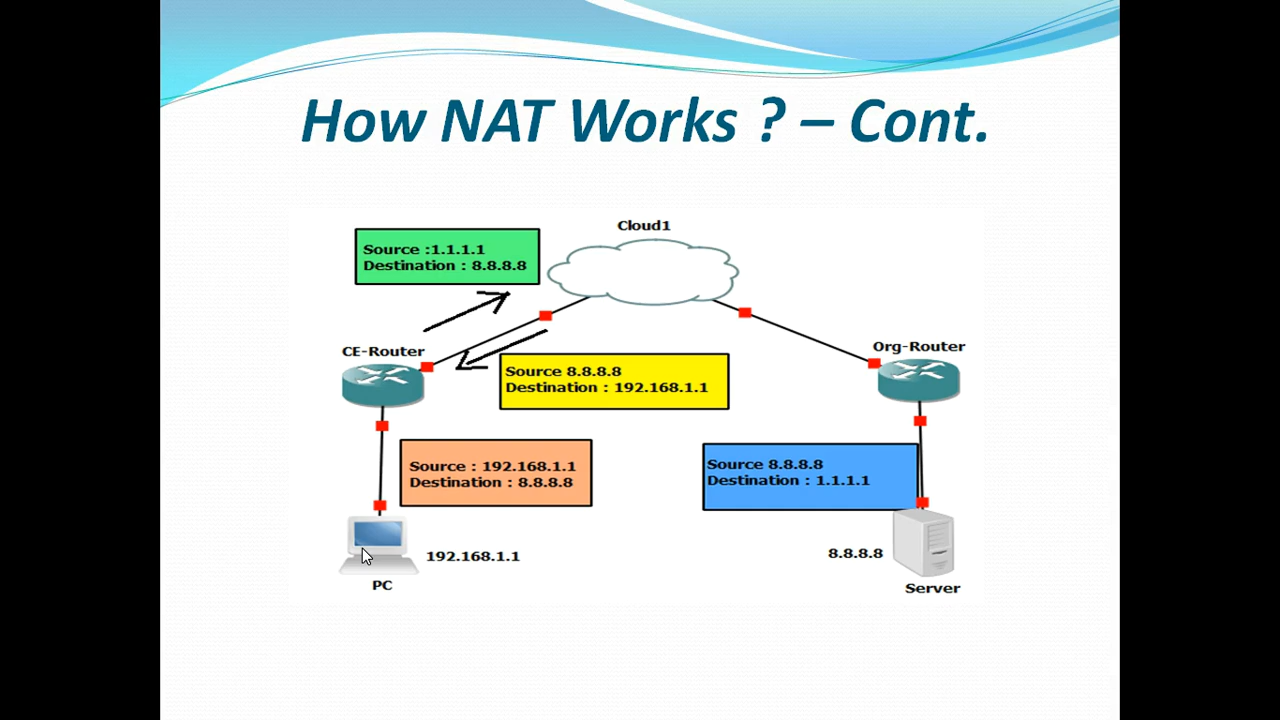 How NAT Works ? – Cont.
Cloud1
Source :1.1.1.1
Destination : 8.8.8.8
CE-Router
Org-Router
Source 8.8.8.8
Destination : 192.168.1.1
Source : 192.168.1.1
Destination : 8.8.8.8
Source 8.8.8.8
Destination : 1.1.1.1
192.168.1.1
8.8.8.8
PC
Server